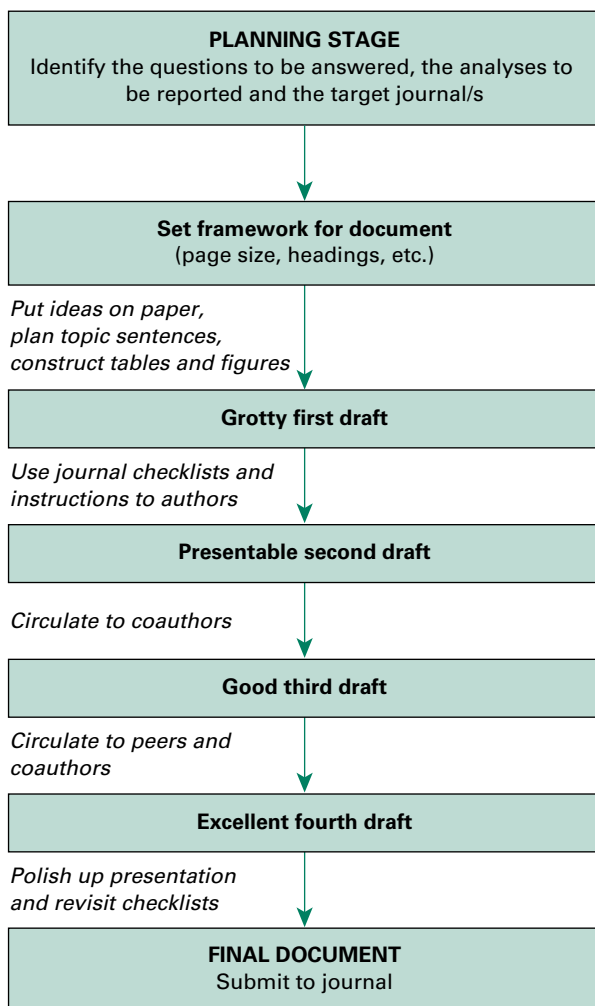 PLANNING STAGE
Identify the questions to be answered, the analyses to
be reported and the target journal/s
Set framework for document
(page size, headings, etc.)
Put ideas on paper,
plan topic sentences,
construct tables and figures
Grotty first draft
Use journal checklists and
instructions to authors
Presentable second draft
Circulate to coauthors
Good third draft
Circulate to peers and
coauthors
Excellent fourth draft
Polish up presentation
and revisit checklists
FINAL DOCUMENT
Submit to journal